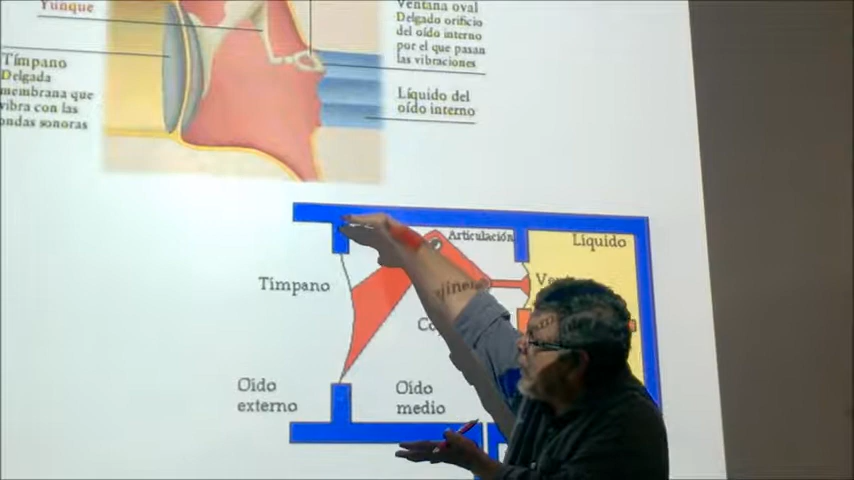 Yunque
Tímpano
Delgada
membrana que
vibra con las
ondas sonoras
Ventana oval
Delgado orificio
del oído interno
por el que pasan
las vibraciones
Líquido del
oído interno
Articulación
Líquido
Tímpano
Oído
externo
Oído
medio